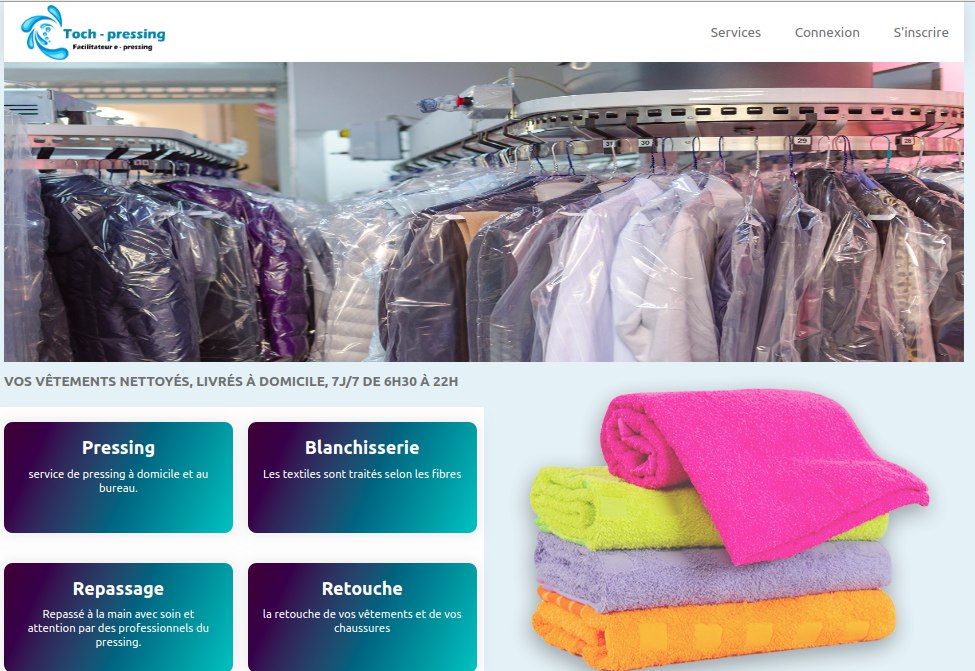 Toch - pressing
Facilitateur e - pressing
Services
Connexion
S'inscrire
31
30
29
28
VOS VÊTEMENTS NETTOYÉS, LIVRÉS À DOMICILE, 7J/7 DE 6H30 À 22H
Pressing
service de pressing à domicile et au
bureau.
Blanchisserie
Les textiles sont traités selon les fibres
Repassage
Repassé à la main avec soin et
attention par des professionnels du
pressing.
Retouche
la retouche de vos vêtements et de vos
chaussures